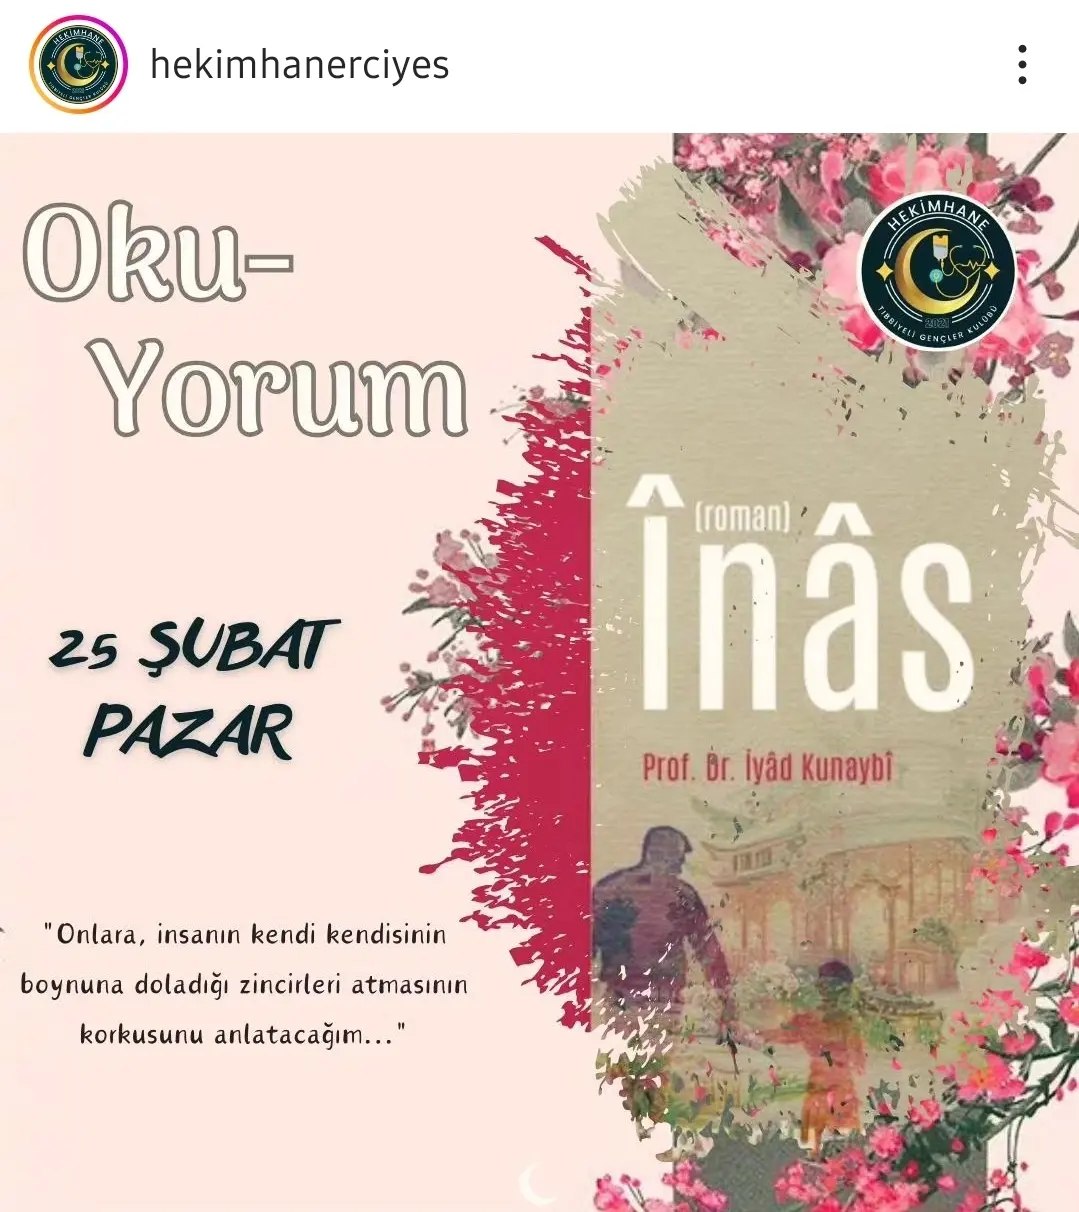 hekimhanerciyes
Oku-
Yorum
HEKİMHANE
2021
TIBBİYELİ GENÇLER KULÜBÜ
(roman)
Înâs
Prof. Dr. İyâd Kunaybî
25 ŞUBAT
PAZAR
"Onlara, insanın kendi kendisinin
boynuna doladığı zincirleri atmasının
korkusunu anlatacağım..."